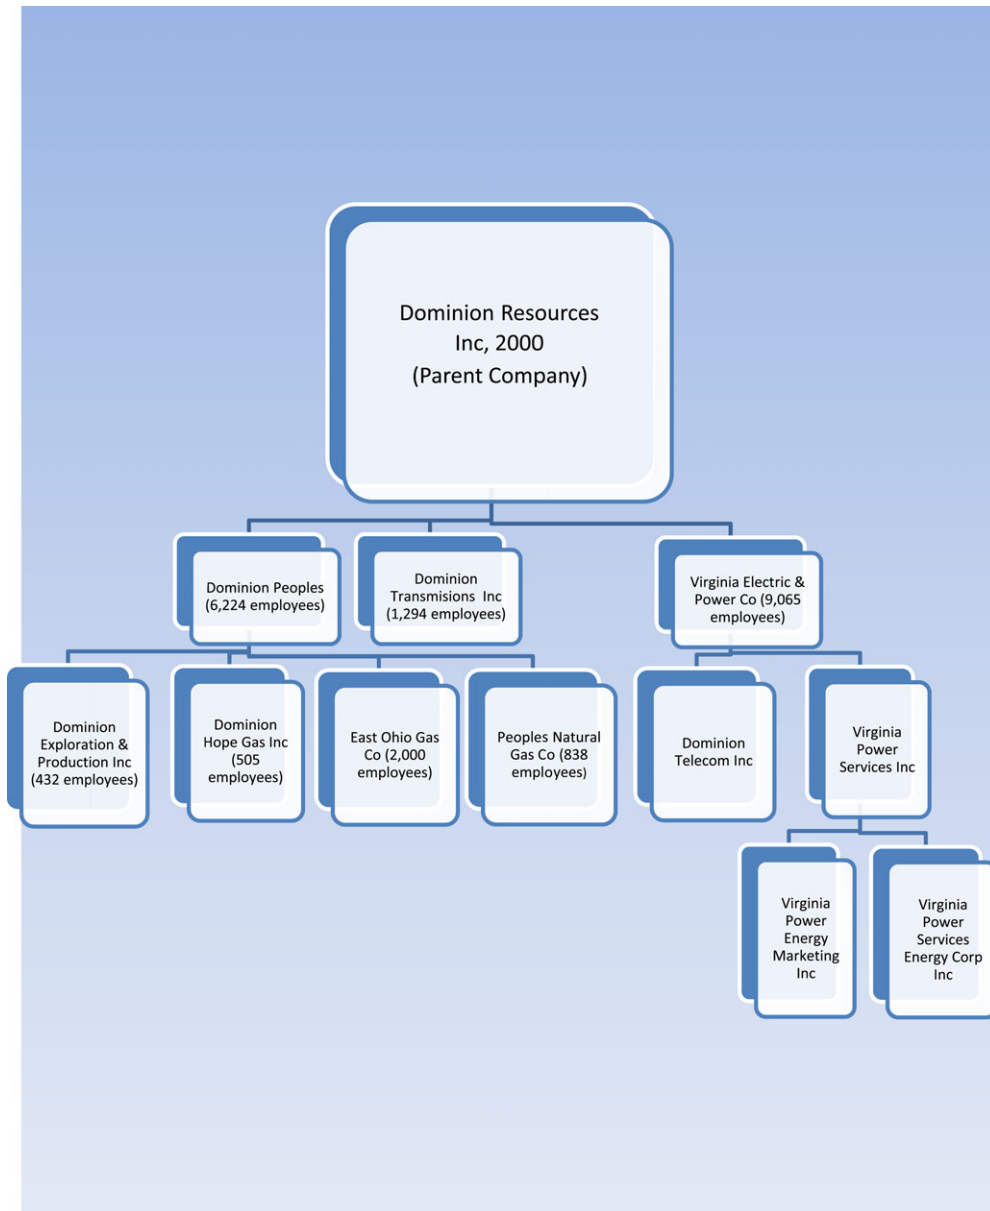 Dominion Resources
Inc, 2000
(Parent Company)
Dominion Peoples
(6,224 employees)
Dominion
Transmisions Inc
(1,294 employees)
Virginia Electric &
Power Co (9,065
employees)
Dominion
Exploration &
Production Inc
(432 employees)
Dominion
Hope Gas Inc
(505
employees)
East Ohio Gas
Co (2,000
employees)
Peoples Natural
Gas Co (838
employees)
Dominion
Telecom Inc
Virginia
Power
Services Inc
Virginia
Power
Energy
Marketing
Inc
Virginia
Power
Services
Energy Corp
Inc